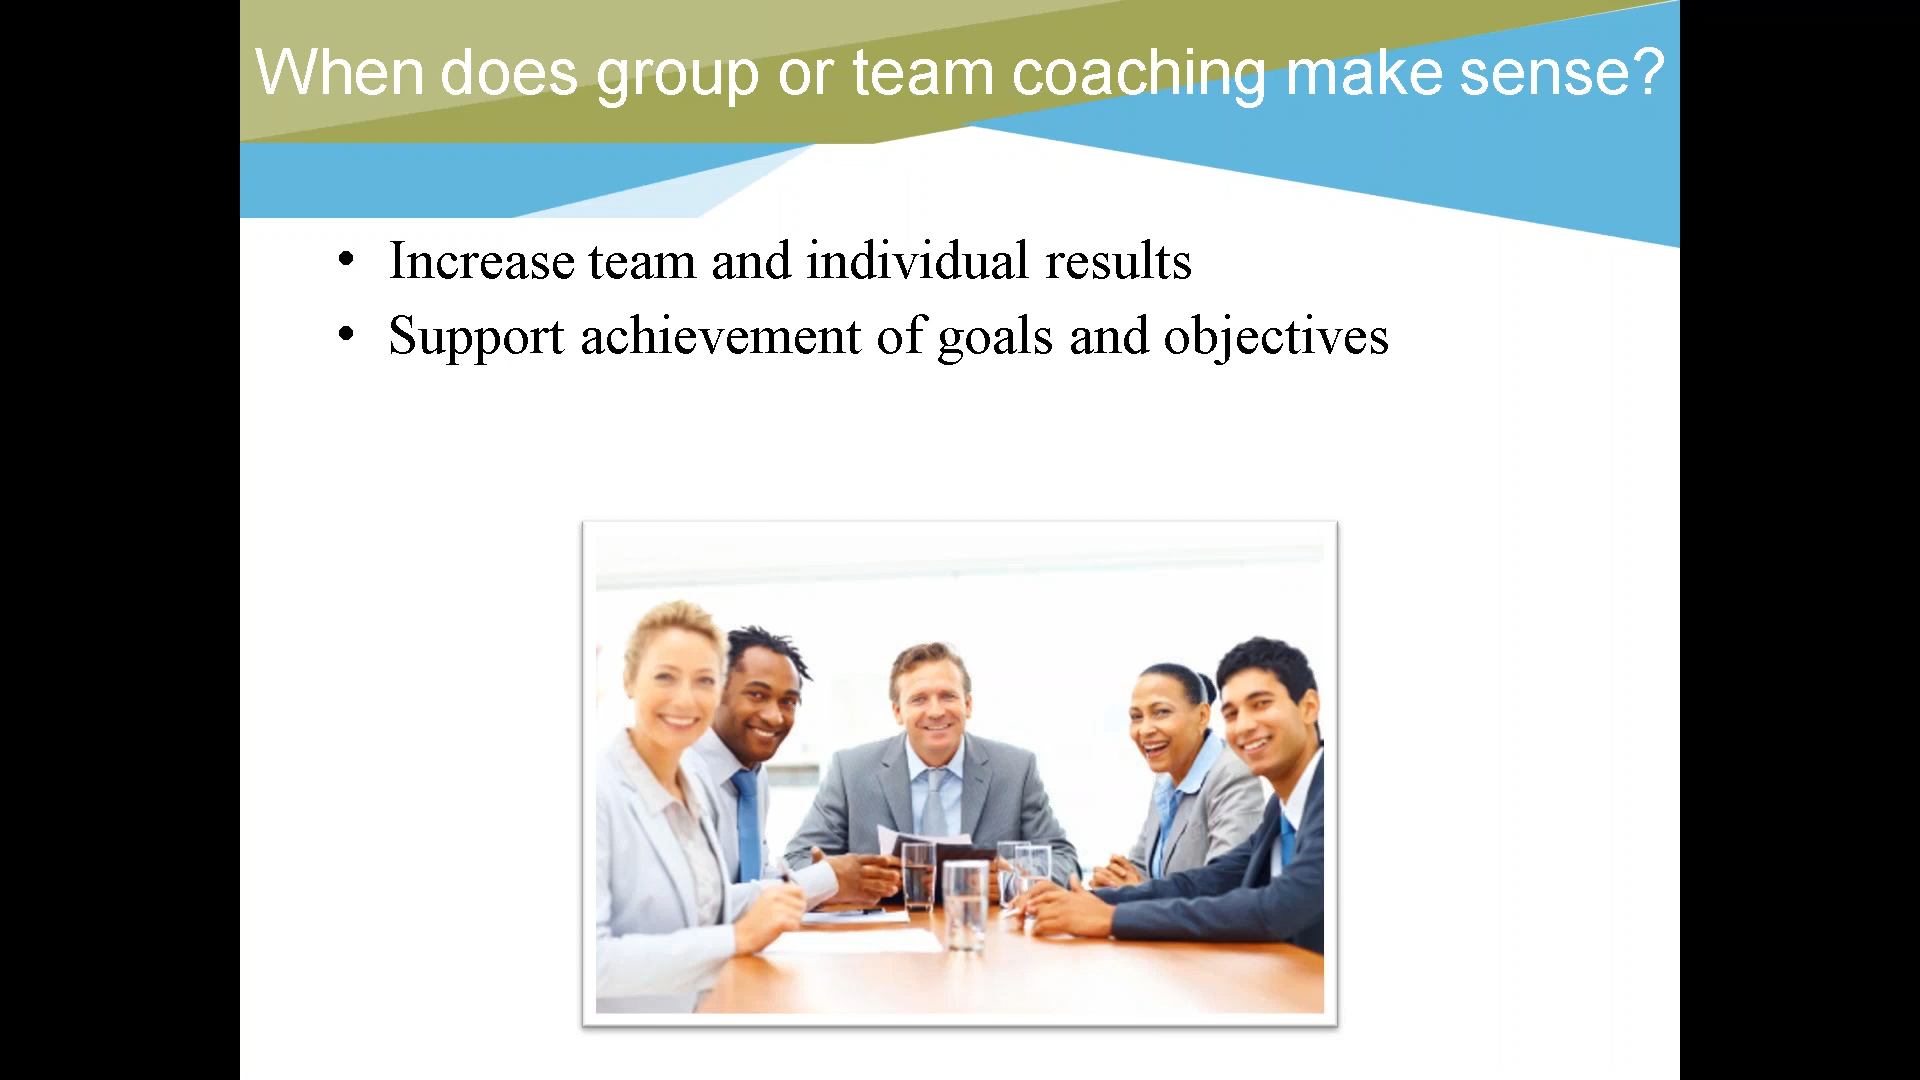 When does group or team coaching make sense?
• Increase team and individual results
• Support achievement of goals and objectives